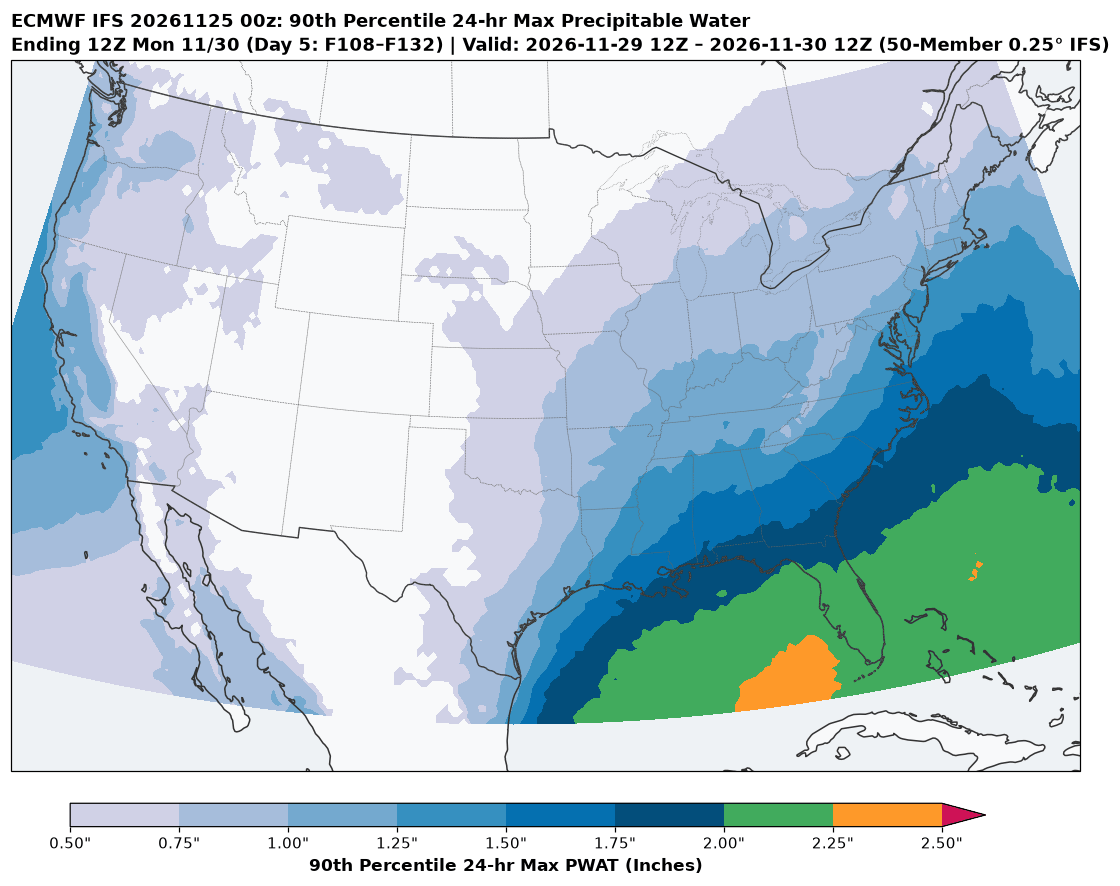 ECMWF IFS 20261125 00z: 90th Percentile 24-hr Max Precipitable Water
Ending 12Z Mon 11/30 (Day 5: F108–F132) | Valid: 2026-11-29 12Z – 2026-11-30 12Z (50-Member 0.25° IFS)
0.50" 0.75" 1.00" 1.25" 1.50" 1.75" 2.00" 2.25" 2.50"
90th Percentile 24-hr Max PWAT (Inches)